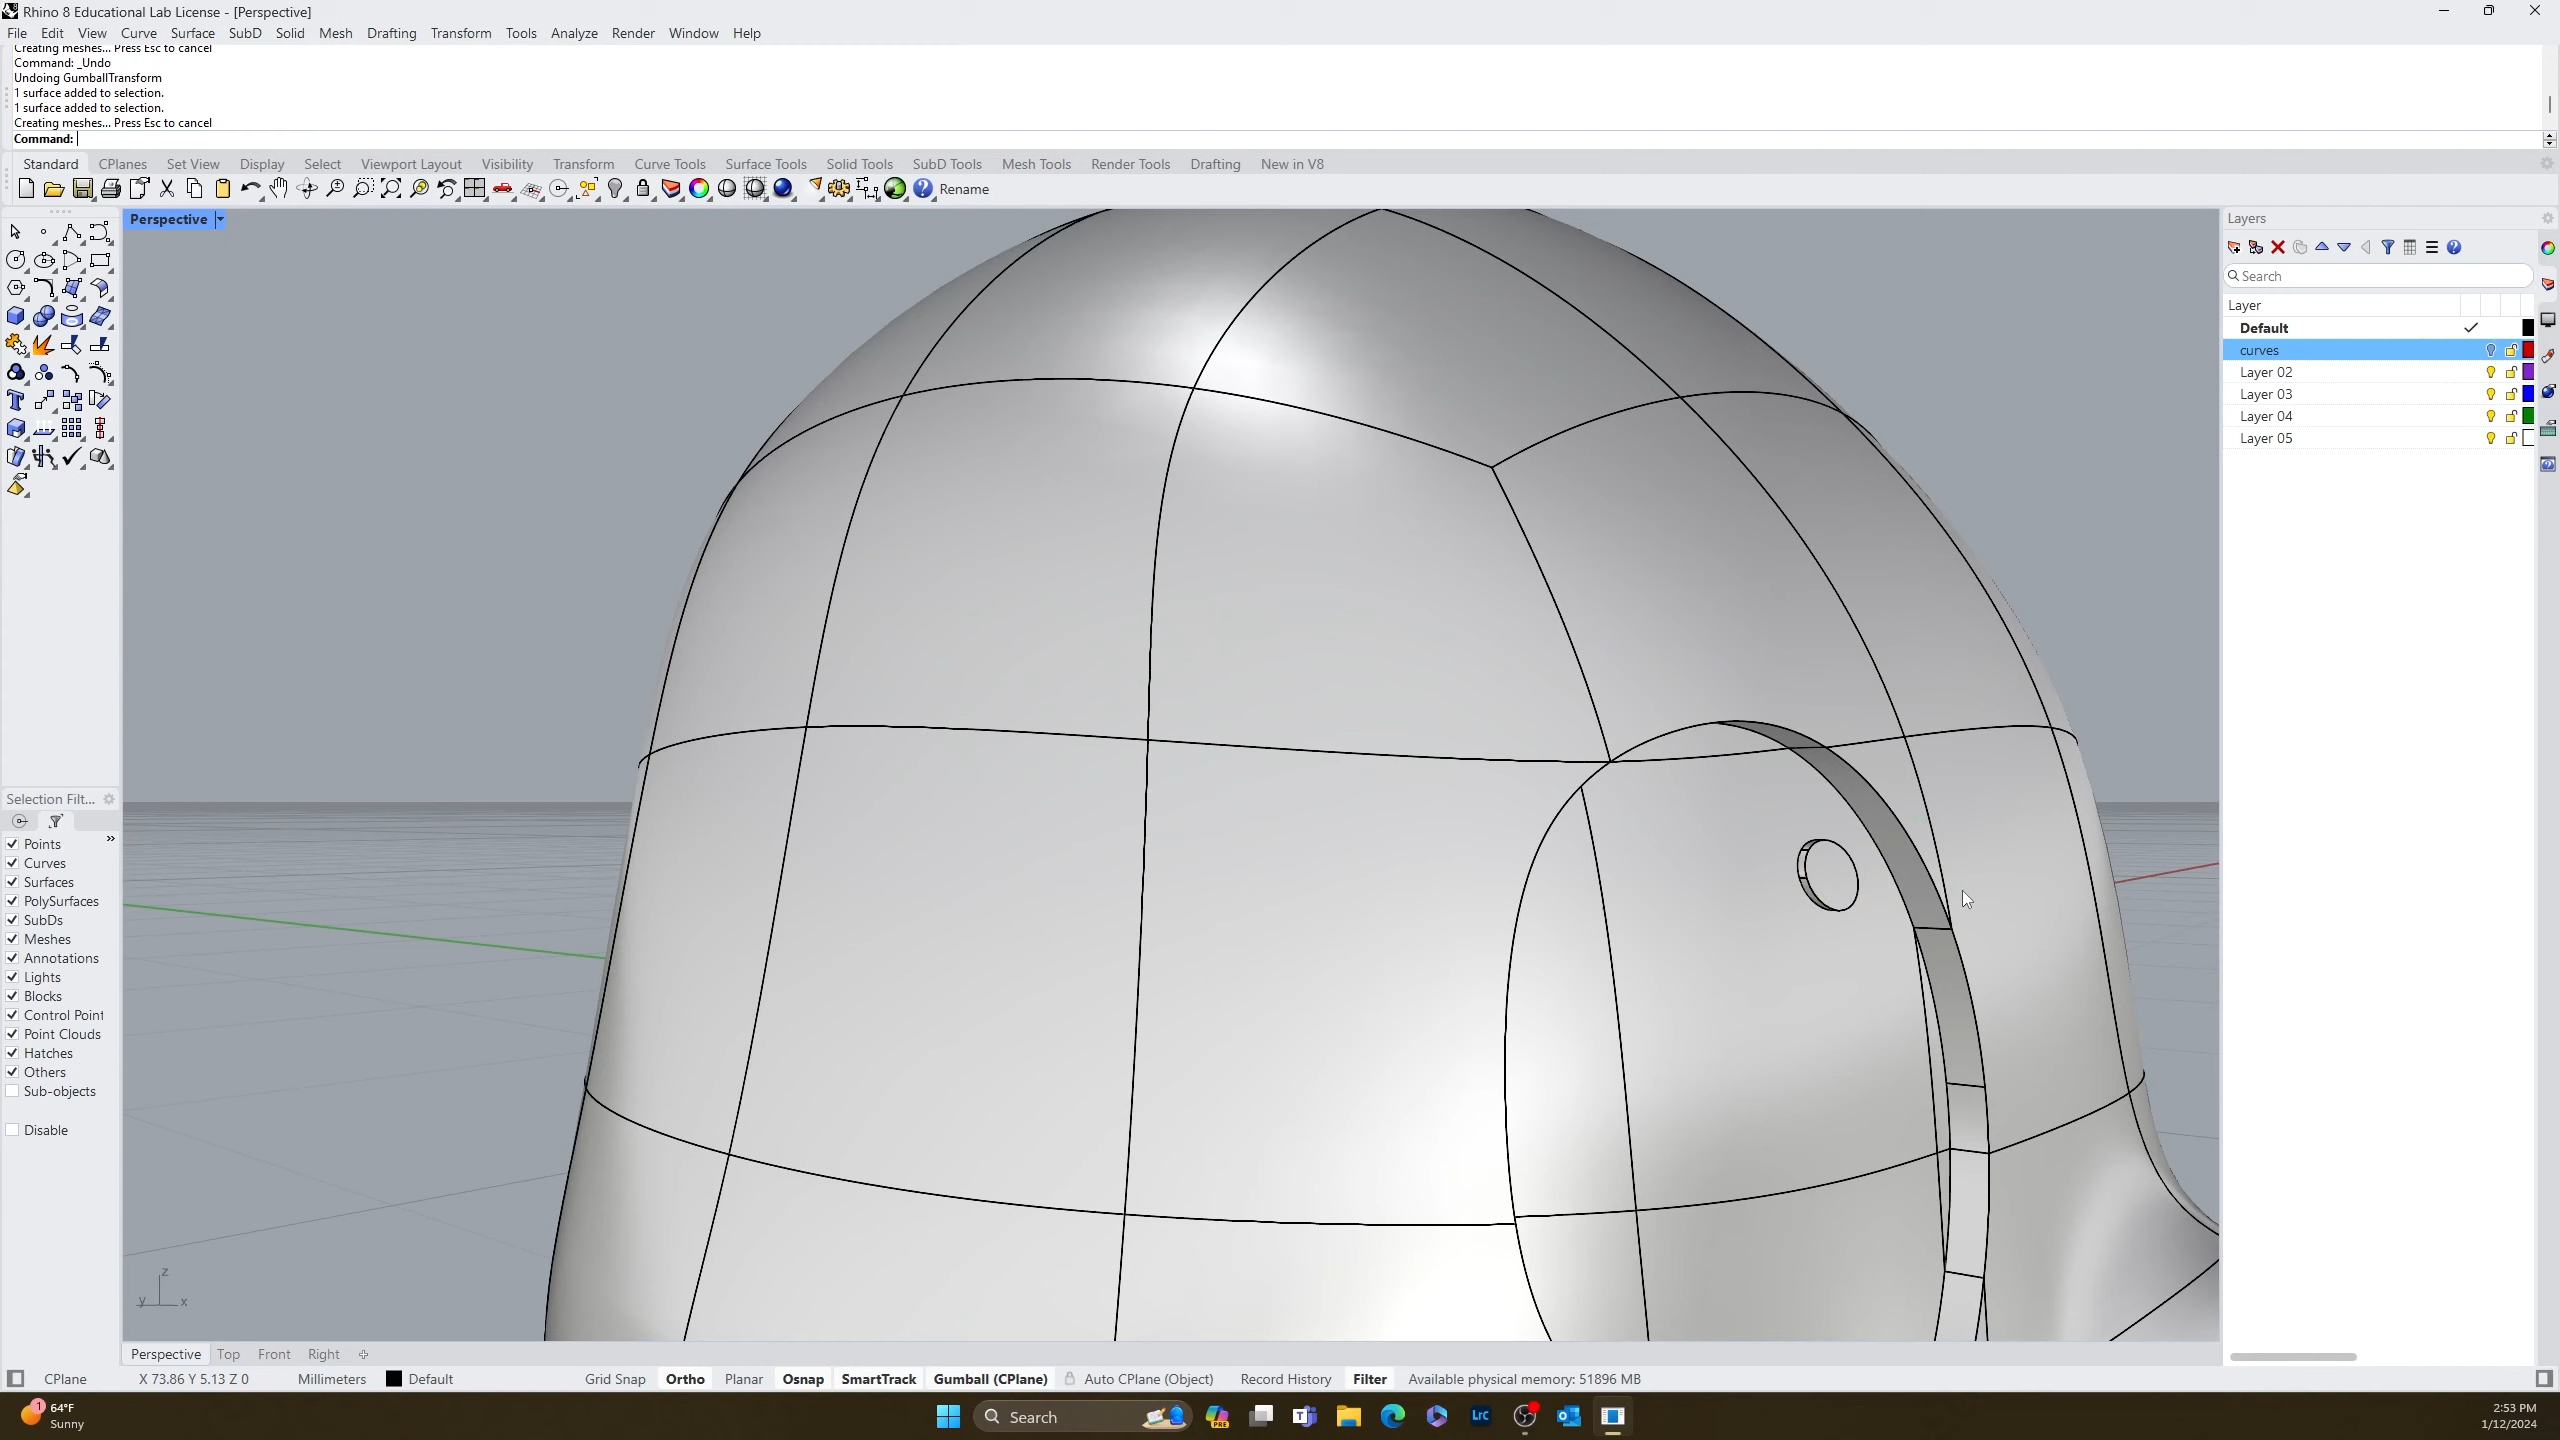 Rhino 8 Educational Lab License - [Perspective]
File Edit View Curve Surface SubD Solid Mesh Drafting Transform Tools Analyze Render Window Help
Creating meshes... Press Esc to cancel
Command: _Undo
Undoing GumballTransform
1 surface added to selection.
1 surface added to selection.
Creating meshes... Press Esc to cancel
Command:
Standard CPlanes Set View Display Select Viewport Layout Visibility Transform Curve Tools Surface Tools Solid Tools SubD Tools Mesh Tools Render Tools Drafting New in V8
Rename
Perspective
Layers
Search
Layer
Default
curves
Layer 02
Layer 03
Layer 04
Layer 05
Selection Filt...
Points
Curves
Surfaces
PolySurfaces
SubDs
Meshes
Annotations
Lights
Blocks
Control Point
Point Clouds
Hatches
Others
Sub-objects
Disable
z
y x
Perspective Top Front Right
CPlane X 73.86 Y 5.13 Z 0 Millimeters Default Grid Snap Ortho Planar Osnap SmartTrack Gumball (CPlane) Auto CPlane (Object) Record History Filter Available physical memory: 51896 MB
1
64°F
Sunny
Search
PRE
Lrc
2:53 PM
1/12/2024